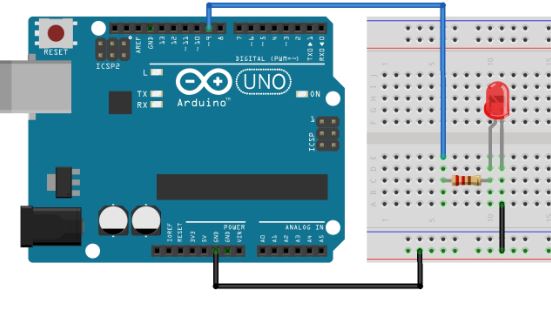 RESET
ICSP2
AREF
GND
13
12
~11
~10
~9
8
7
~6
~5
4
~3
2
TX►1
RX◄0
DIGITAL (PWM=~)
L
TX
RX
Arduino™
UNO
ON
ICSP
1
IOREF
RESET
3V3
5V
GND
GND
VIN
POWER
ANALOG IN
A0
A1
A2
A3
A4
A5
A B C D E
1
5
10